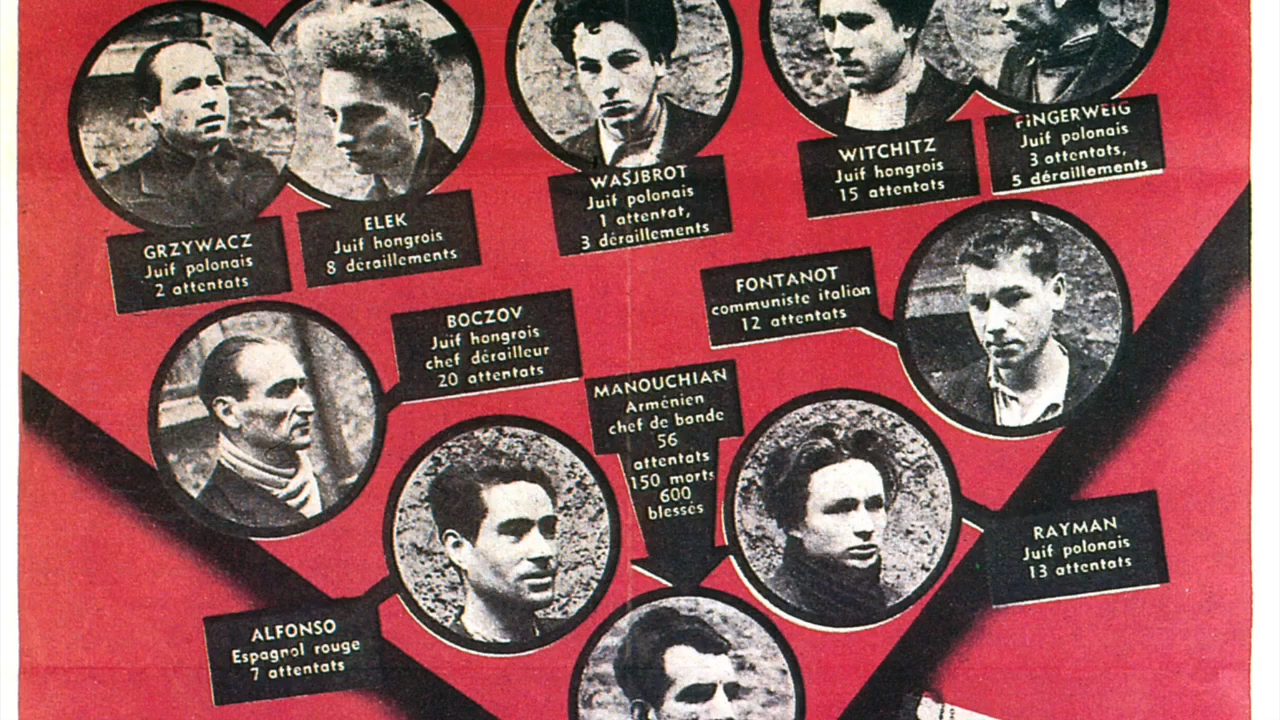 GRZYWACZ
Juif polonais
2 attentats
ELEK
Juif hongrois
8 déraillements
WASJBROT
Juif polonais
1 attentat,
3 déraillements
WITCHITZ
Juif hongrois
15 attentats
FINGERWEIG
Juif polonais
3 attentats,
5 déraillements
BOCZOV
Juif hongrois
chef dérailleur
20 attentats
FONTANOT
communiste italien
12 attentats
MANOUCHIAN
Arménien
chef de bande
56
attentats
150 morts
600
blessés
RAYMAN
Juif polonais
13 attentats
ALFONSO
Espagnol rouge
7 attentats